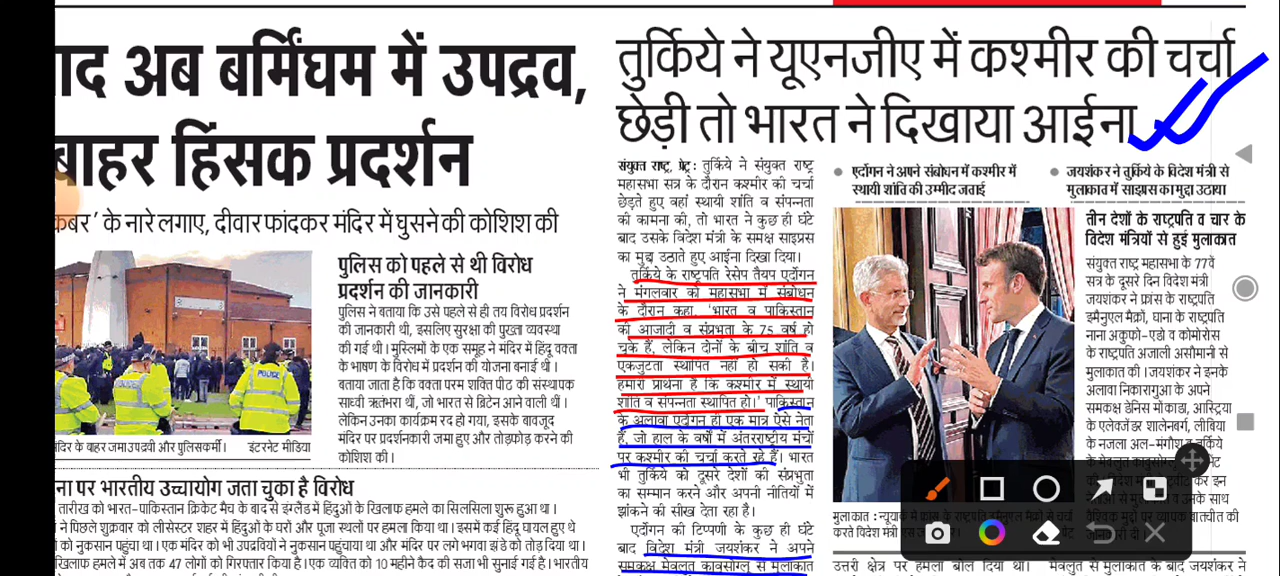 ाद अब बर्मिंघम में उपद्रव,
बाहर हिंसक प्रदर्शन
कबर ' के नारे लगाए, दीवार फांदकर मंदिर में घुसने की कोशिश की
पुलिस को पहले से थी विरोध
प्रदर्शन की जानकारी
पुलिस ने बताया कि उसे पहले से ही तय विरोध प्रदर्शन
की जानकारी थी, इसलिए सुरक्षा की पुख्ता व्यवस्था
की गई थी। मुस्लिमों के एक समूह ने मंदिर में हिंदू वक्ता
के भाषण के विरोध में प्रदर्शन की योजना बनाई थी।
बताया जाता है कि वक्ता परम शक्ति पीठ की संस्थापक
साध्वी ऋतंभरा थीं, जो भारत से ब्रिटेन आने वाली थीं।
लेकिन उनका कार्यक्रम रद हो गया, इसके बावजूद
मंदिर पर प्रदर्शनकारी जमा हुए और तोड़फोड़ करने की
कोशिश की।
POLICE
मंदिर के बाहर जमा उपद्रवी और पुलिसकर्मी। इंटरनेट मीडिया
ना पर भारतीय उच्चायोग जता चुका है विरोध
तारीख को भारत-पाकिस्तान क्रिकेट मैच के बाद से इंग्लैंड में हिंदुओं के खिलाफ हमले का सिलसिला शुरू हुआ था।
ं ने पिछले शुक्रवार को लीसेस्टर शहर में हिंदुओं के घरों और पूजा स्थलों पर हमला किया था। इसमें कई हिंदू घायल हुए थे
को नुकसान पहुंचा था। एक मंदिर को भी उपद्रवियों ने नुकसान पहुंचाया था और मंदिर पर लगे भगवा झंडे को तोड़ दिया था।
खिलाफ हमले में अब तक 47 लोगों को गिरफ्तार किया है। एक व्यक्ति को 10 महीने कैद की सजा भी सुनाई गई है। भारतीय
तुर्किये ने यूएनजीए में कश्मीर की चर्चा
छेड़ी तो भारत ने दिखाया आईना
संयुक्त राष्ट्र, प्रेट्र: तुर्किये ने संयुक्त राष्ट्र
महासभा सत्र के दौरान कश्मीर की चर्चा
छेड़ते हुए वहां स्थायी शांति व संपन्नता
की कामना की, तो भारत ने कुछ ही घंटे
बाद उसके विदेश मंत्री के समक्ष साइप्रस
का मुद्दा उठाते हुए आईना दिखा दिया।
तुर्किये के राष्ट्रपति रेसेप तैयप एर्दोगन
ने मंगलवार को महासभा में संबोधन
के दौरान कहा, 'भारत व पाकिस्तान
की आजादी व संप्रभुता के 75 वर्ष हो
चुके हैं, लेकिन दोनों के बीच शांति व
एकजुटता स्थापित नहीं हो सकी है।
हमारी प्रार्थना है कि कश्मीर में स्थायी
शांति व संपन्नता स्थापित हो।' पाकिस्तान
के अलावा एर्दोगन ही एक मात्र ऐसे नेता
हैं, जो हाल के वर्षों में अंतरराष्ट्रीय मंचों
पर कश्मीर की चर्चा करते रहे हैं। भारत
भी तुर्किये को दूसरे देशों की संप्रभुता
का सम्मान करने और अपनी नीतियों में
झांकने की सीख देता रहा है।
एर्दोगन की टिप्पणी के कुछ ही घंटे
बाद विदेश मंत्री जयशंकर ने अपने
समकक्ष मेवलुत कावुसोग्लू से मुलाकात
● एर्दोगन ने अपने संबोधन में कश्मीर में
स्थायी शांति की उम्मीद जताई
● जयशंकर ने तुर्किये के विदेश मंत्री से
मुलाकात में साइप्रस का मुद्दा उठाया
तीन देशों के राष्ट्रपति व चार के
विदेश मंत्रियों से हुई मुलाकात
संयुक्त राष्ट्र महासभा के 77वें
सत्र के दूसरे दिन विदेश मंत्री
जयशंकर ने फ्रांस के राष्ट्रपति
इमैनुएल मैक्रों, घाना के राष्ट्रपति
नाना अकुफो-एडो व कोमोरोस
के राष्ट्रपति अजाली असौमानी से
मुलाकात की। जयशंकर ने इनके
अलावा निकारागुआ के अपने
समकक्ष डेनिस मोंकाडा, आस्ट्रिया
के एलेक्जेंडर शालेनबर्ग, लीबिया
के नजला अल-मंगौश व तुर्किये
के मेवलुत कावुसोग्लू
मुलाकात : न्यूयार्क में फ्रांस के राष्ट्रपति इमैनुएल मैक्रों से चर्चा
करते विदेश मंत्री एस
उत्तरी क्षेत्र पर हमला बोल दिया था।
मेवलुत से मुलाकात के बाद जयशंकर ने